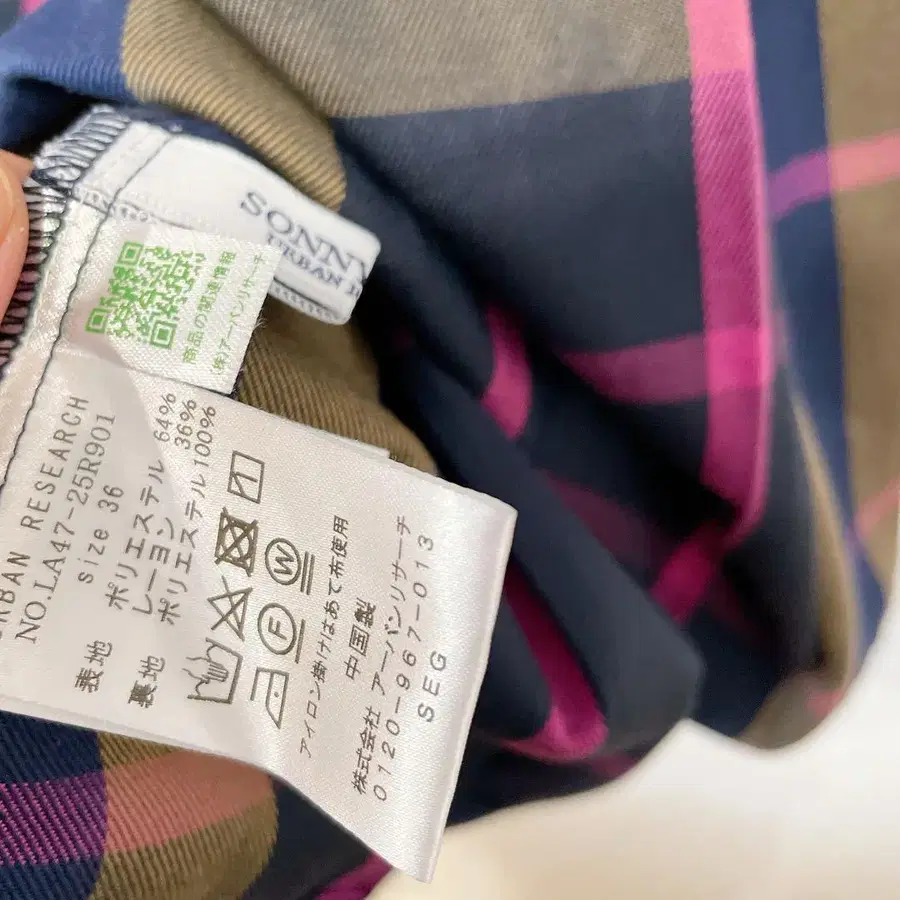 SONNY
URBAN
商品の関連情報
㈱アーバンリサーチ
URBAN RESEARCH
NO.LA47-25R901
size 36
表地 ポリエステル 64%
レーヨン 36%
裏地 ポリエステル100%
W
F
アイロン掛けはあて布使用
中国製
株式会社 アーバンリサーチ
0120-967-013
SEG